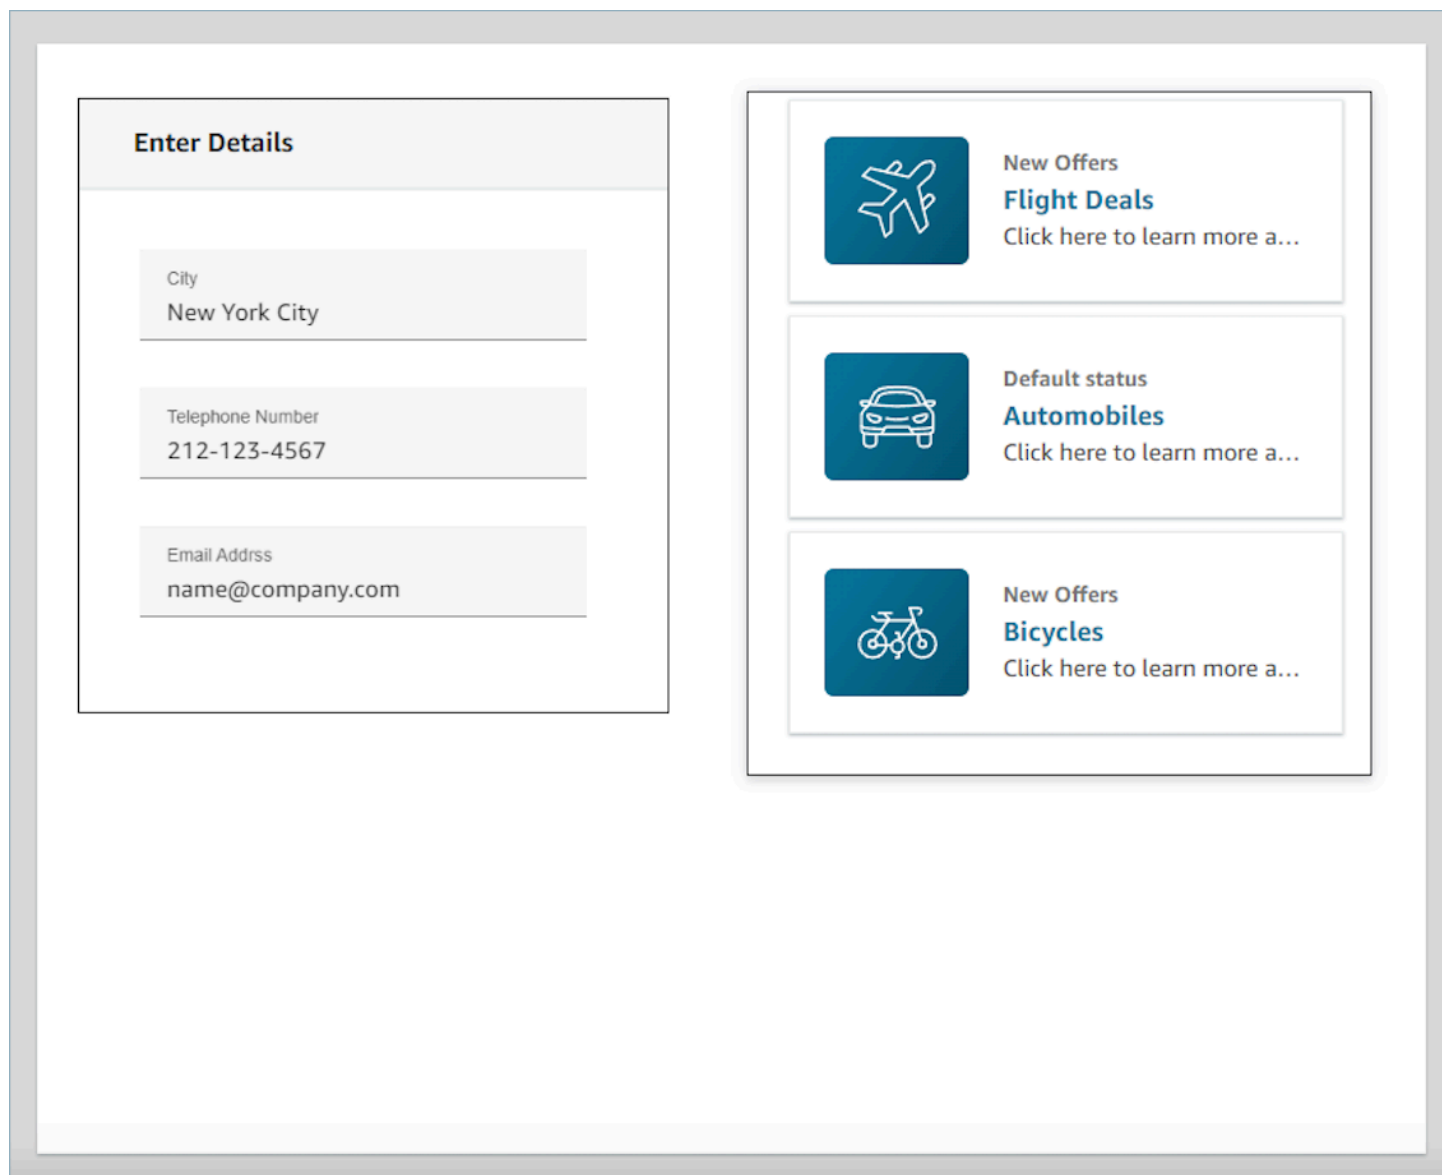 Enter Details
City
New York City
Telephone Number
212-123-4567
Email Addrss
name@company.com
New Offers
Flight Deals
Click here to learn more a...
Default status
Automobiles
Click here to learn more a...
New Offers
Bicycles
Click here to learn more a...